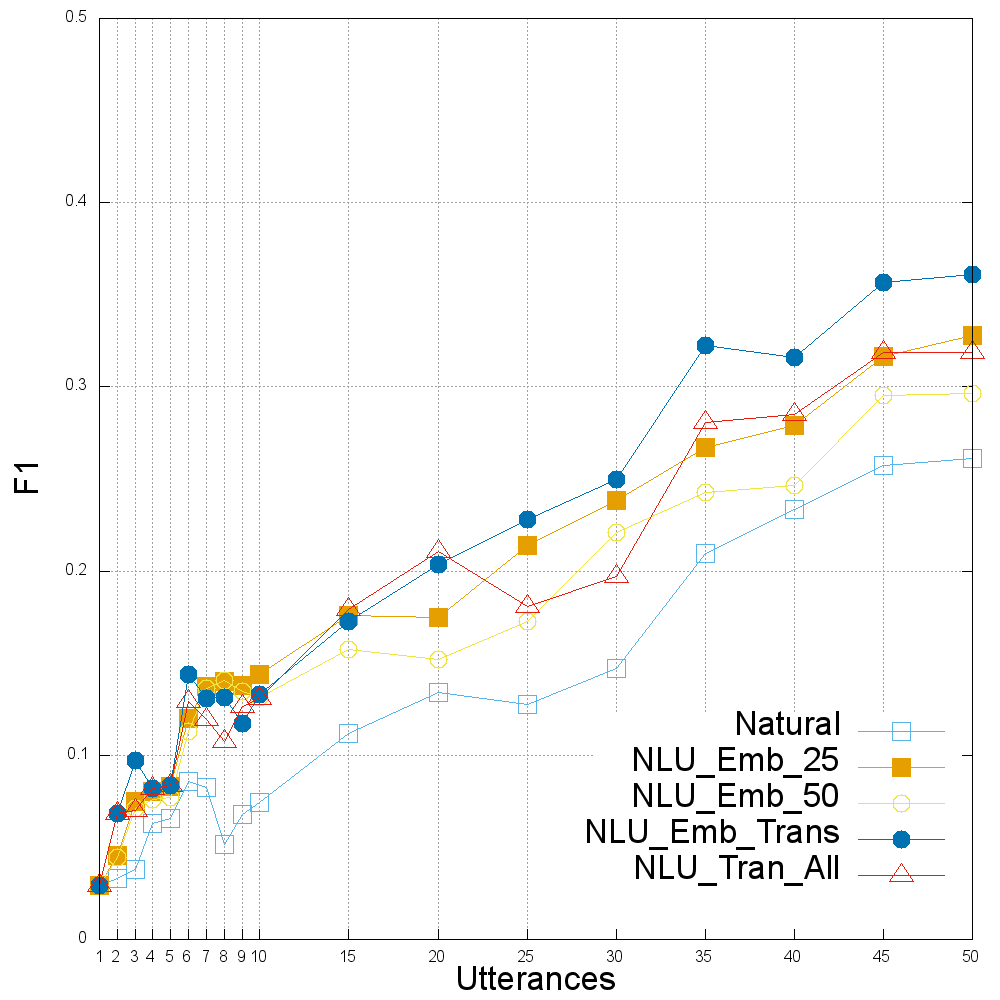 0.5
0.4
0.3
F1
0.2
0.1
0
Natural
NLU_Emb_25
NLU_Emb_50
NLU_Emb_Trans
NLU_Tran_All
1 2 3 4 5 6 7 8 9 10 15 20 25 30 35 40 45 50
Utterances